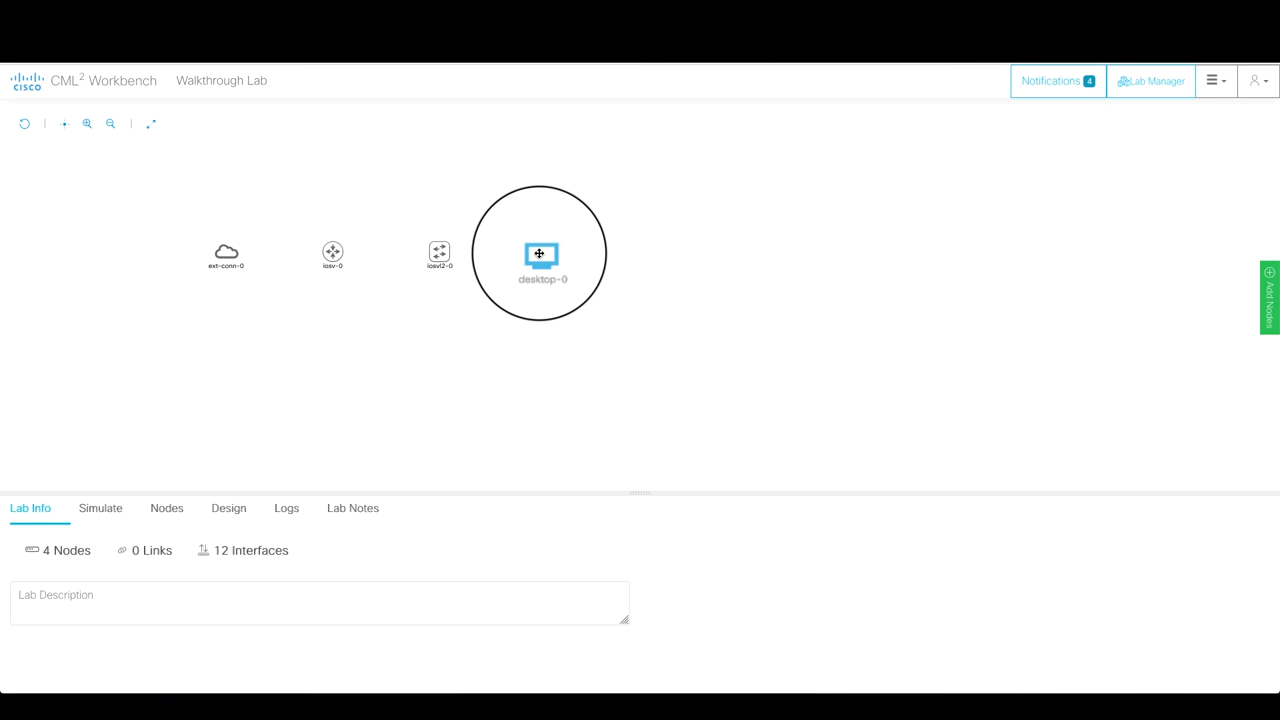 CISCO CML2 Workbench Walkthrough Lab Notifications 4 Lab Manager
ext-conn-0 iosv-0 iosvl2-0 desktop-0
Add Nodes
Lab Info Simulate Nodes Design Logs Lab Notes
4 Nodes 0 Links 12 Interfaces
Lab Description